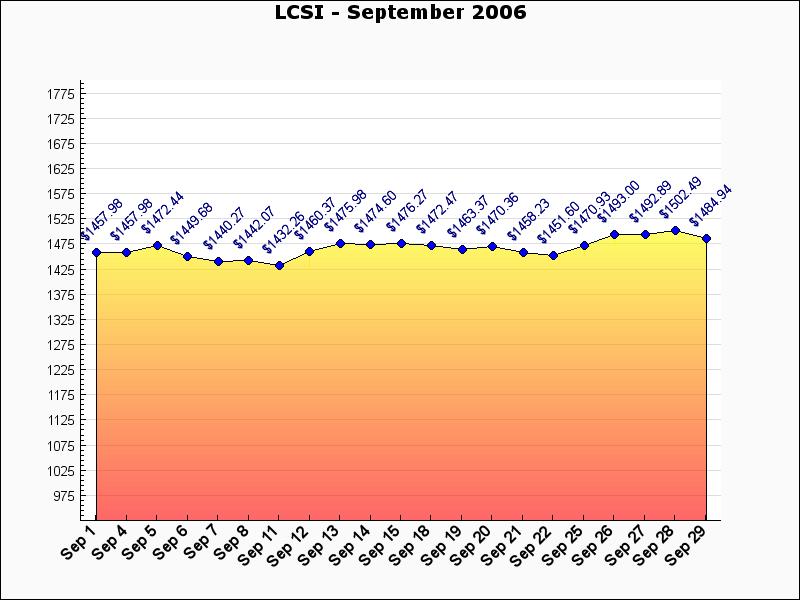 LCSI - September 2006
1775
1725
1675
1625
1575
1525
1475
1425
1375
1325
1275
1225
1175
1125
1075
1025
975
$1457.98
$1457.98
$1472.44
$1449.68
$1440.27
$1442.07
$1432.26
$1460.37
$1475.98
$1474.60
$1476.27
$1472.47
$1463.37
$1470.36
$1458.23
$1451.60
$1470.93
$1493.00
$1492.89
$1502.49
$1484.94
Sep 1
Sep 4
Sep 5
Sep 6
Sep 7
Sep 8
Sep 11
Sep 12
Sep 13
Sep 14
Sep 15
Sep 18
Sep 19
Sep 20
Sep 21
Sep 22
Sep 25
Sep 26
Sep 27
Sep 28
Sep 29